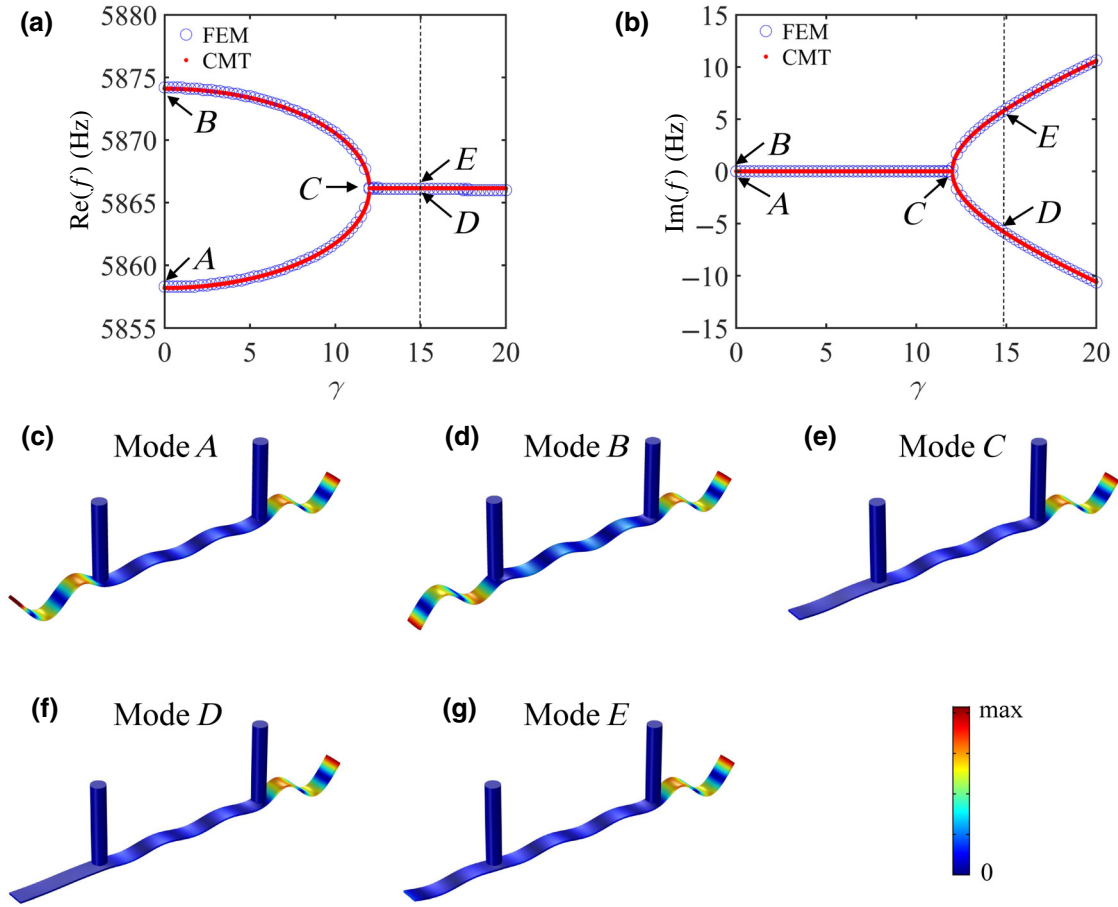 (a)
5880
5875
5870
5865
5860
5855
Re(f) (Hz)
FEM
CMT
B
A
C
E
D
0 5 10 15 20
γ
(b)
15
10
5
0
−5
−10
−15
Im(f) (Hz)
FEM
CMT
B
A
C
E
D
0 5 10 15 20
γ
(c) Mode A
(d) Mode B
(e) Mode C
(f) Mode D
(g) Mode E
max
0